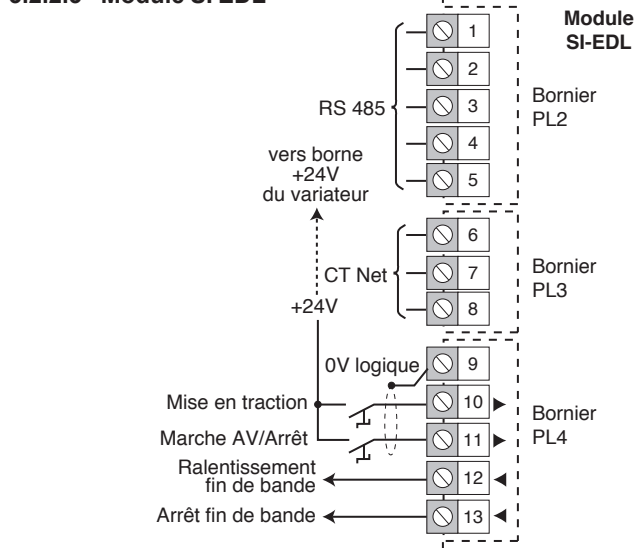 Module SI-EDL
Module
SI-EDL
1
2
RS 485
3
4
5
Bornier
PL2
vers borne
+24V
du variateur
6
CT Net
7
8
Bornier
PL3
+24V
0V logique
9
Mise en traction
10
Marche AV/Arrêt
11
Bornier
PL4
Ralentissement
fin de bande
12
Arrêt fin de bande
13